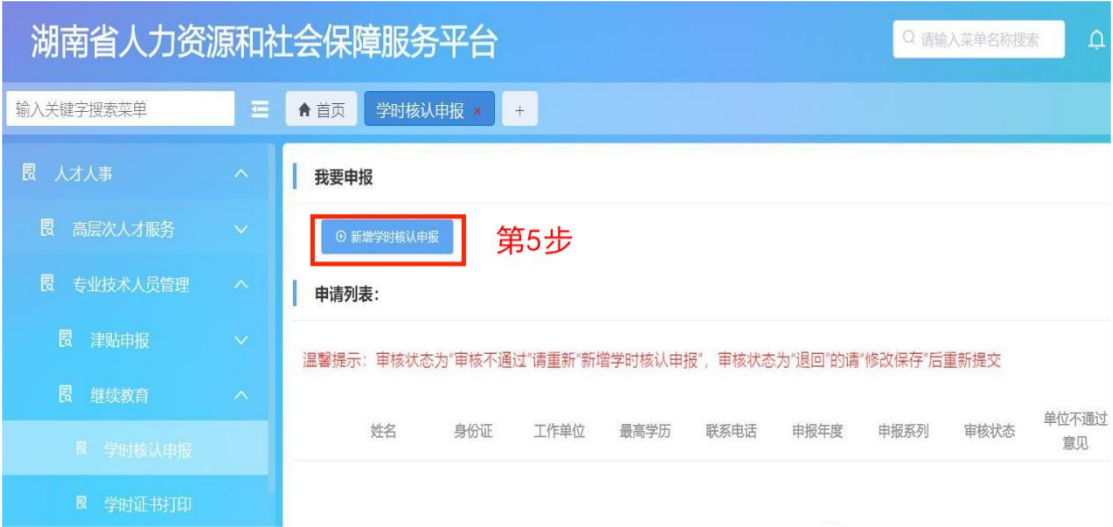 湖南省人力资源和社会保障服务平台
请输入菜单名称搜索
输入关键字搜索菜单
首页
学时核认申报 ×
+
人才人事
高层次人才服务
专业技术人员管理
津贴申报
继续教育
学时核认申报
学时证书打印
我要申报
新增学时核认申报
第5步
申请列表：
温馨提示：审核状态为“审核不通过”请重新“新增学时核认申报”，审核状态为“退回”的请“修改保存”后重新提交
姓名 身份证 工作单位 最高学历 联系电话 申报年度 申报系列 审核状态 单位不通过
意见